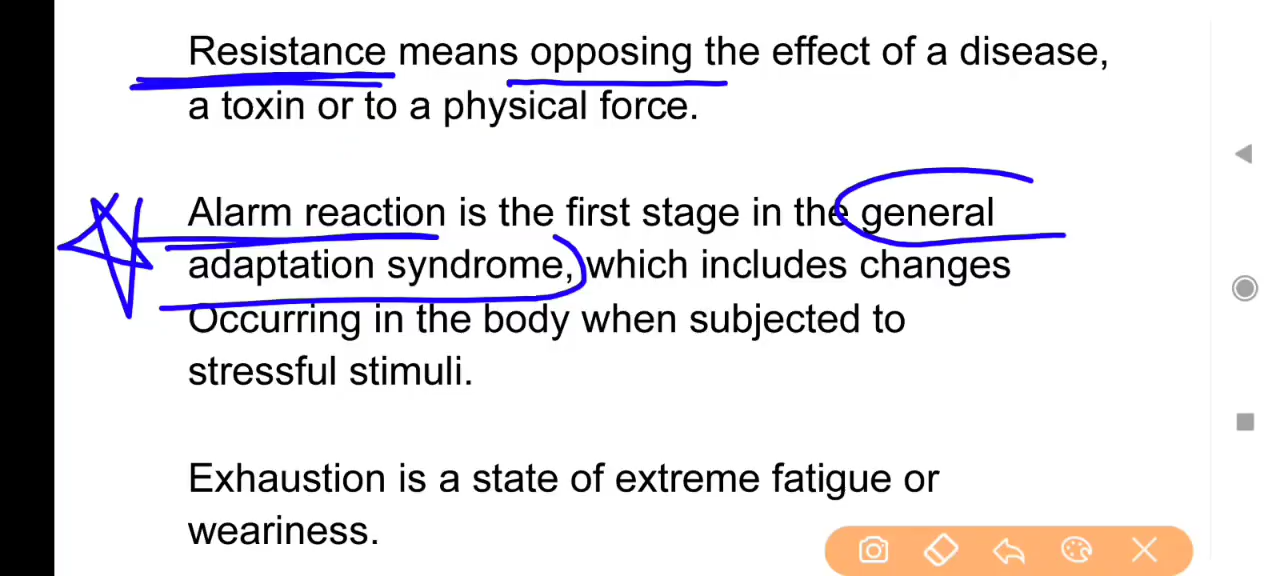 Resistance means opposing the effect of a disease,
a toxin or to a physical force.
Alarm reaction is the first stage in the general
adaptation syndrome, which includes changes
Occurring in the body when subjected to
stressful stimuli.
Exhaustion is a state of extreme fatigue or
weariness.